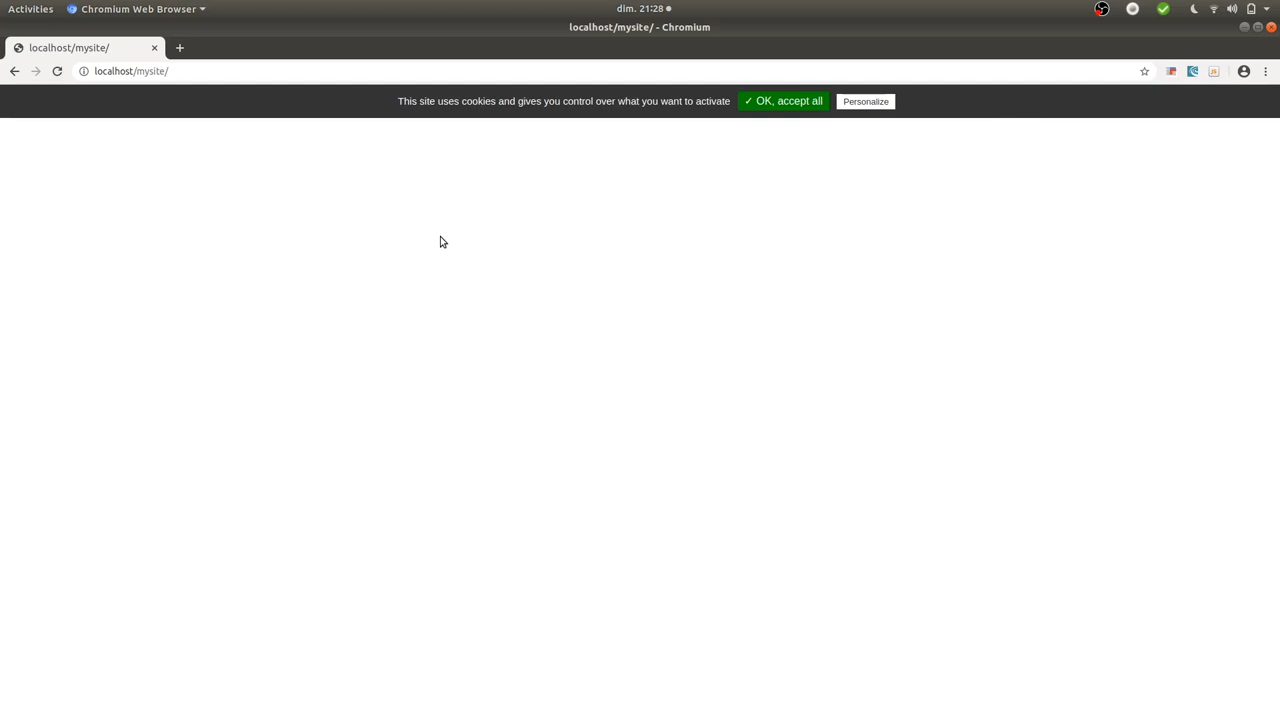 Activities
Chromium Web Browser
dim. 21:28
localhost/mysite/ - Chromium
localhost/mysite/
localhost/mysite/
This site uses cookies and gives you control over what you want to activate
✓ OK, accept all
Personalize